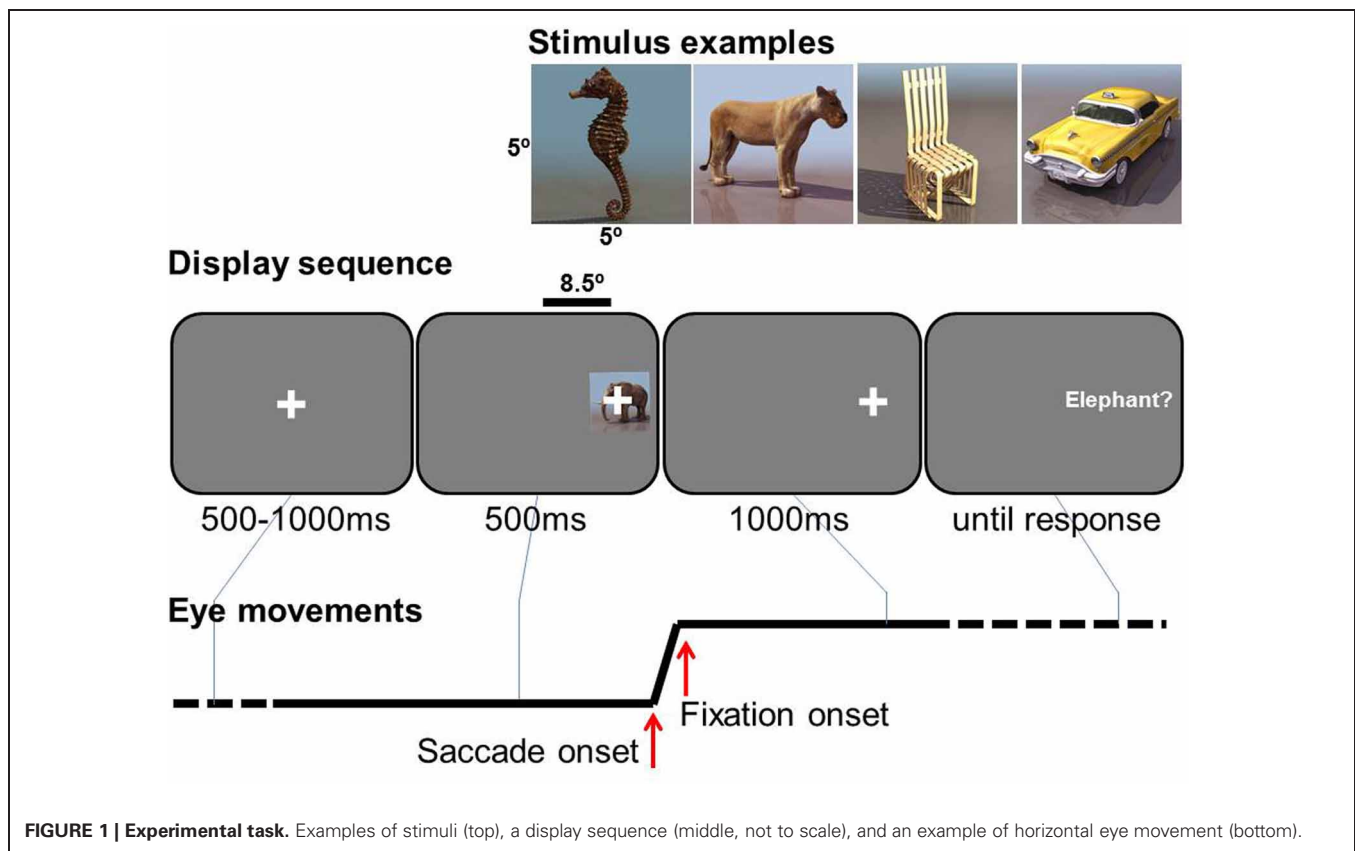 Stimulus examples
5º
5º
Display sequence
8.5º
Elephant?
500-1000ms 500ms 1000ms until response
Eye movements
Fixation onset
Saccade onset
FIGURE 1 | Experimental task. Examples of stimuli (top), a display sequence (middle, not to scale), and an example of horizontal eye movement (bottom).